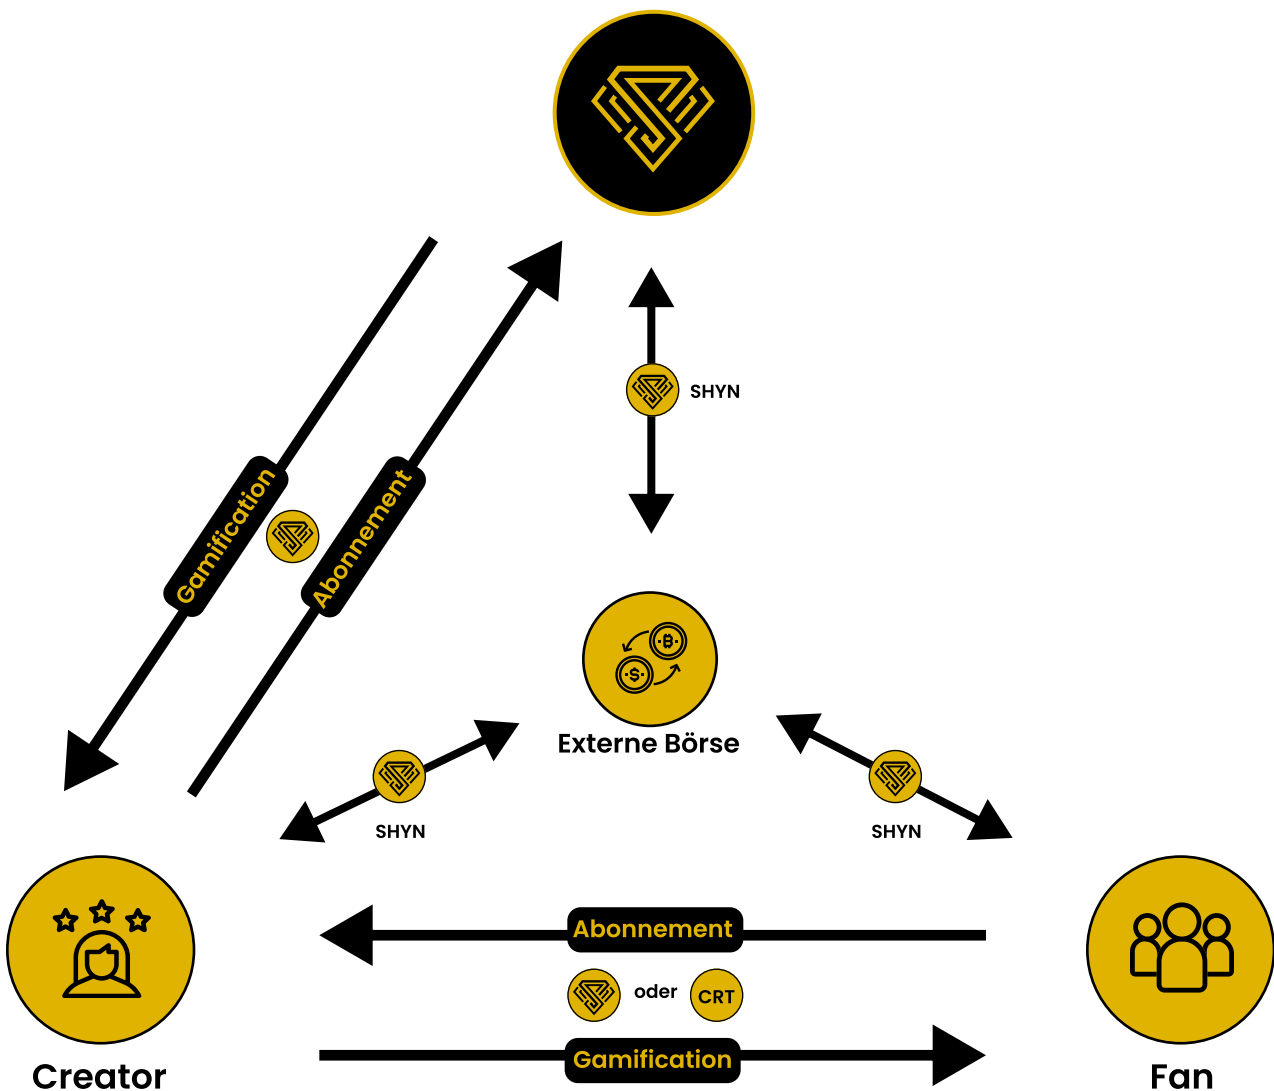 SHYN
Gamification
Abonnement
Externe Börse
SHYN
SHYN
Abonnement
oder
CRT
Gamification
Creator
Fan